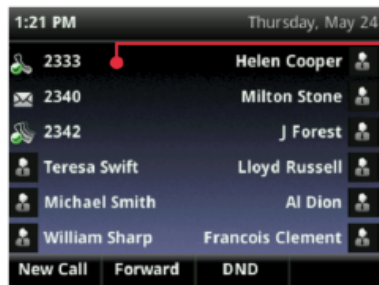 1:21 PM Thursday, May 24
2333 Helen Cooper
2340 Milton Stone
2342 J Forest
Teresa Swift Lloyd Russell
Michael Smith Al Dion
William Sharp Francois Clement
New Call Forward DND